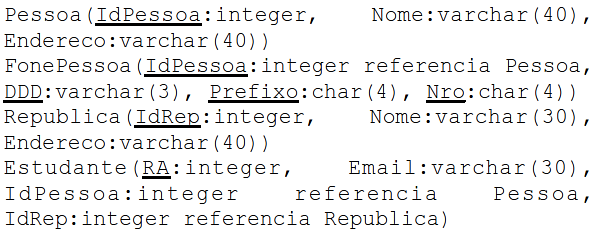 Pessoa(IdPessoa:integer, Nome:varchar(40),
Endereco:varchar(40))
FonePessoa(IdPessoa:integer referencia Pessoa,
DDD:varchar(3), Prefixo:char(4), Nro:char(4))
Republica(IdRep:integer, Nome:varchar(30),
Endereco:varchar(40))
Estudante(RA:integer, Email:varchar(30),
IdPessoa:integer referencia Pessoa,
IdRep:integer referencia Republica)